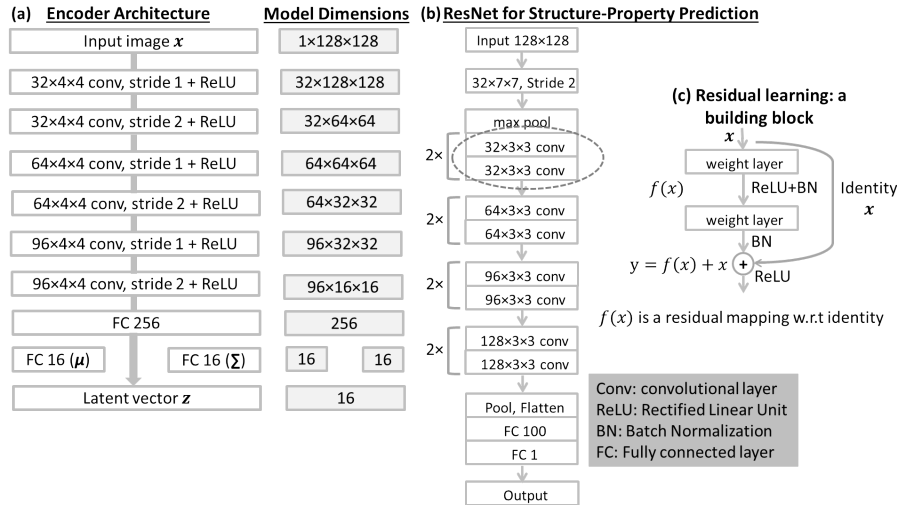 (a) Encoder Architecture
Model Dimensions
Input image x
1×128×128
32×4×4 conv, stride 1 + ReLU
32×128×128
32×4×4 conv, stride 2 + ReLU
32×64×64
64×4×4 conv, stride 1 + ReLU
64×64×64
64×4×4 conv, stride 2 + ReLU
64×32×32
96×4×4 conv, stride 1 + ReLU
96×32×32
96×4×4 conv, stride 2 + ReLU
96×16×16
FC 256
256
FC 16 (μ)
FC 16 (∑)
16
16
Latent vector z
16
(b) ResNet for Structure-Property Prediction
Input 128×128
32×7×7, Stride 2
max pool
2×
32×3×3 conv
32×3×3 conv
2×
64×3×3 conv
64×3×3 conv
2×
96×3×3 conv
96×3×3 conv
2×
128×3×3 conv
128×3×3 conv
Pool, Flatten
FC 100
FC 1
Output
(c) Residual learning: a
building block
x
weight layer
f(x)
ReLU+BN
Identity
x
weight layer
BN
y = f(x) + x
+
ReLU
f(x) is a residual mapping w.r.t identity
Conv: convolutional layer
ReLU: Rectified Linear Unit
BN: Batch Normalization
FC: Fully connected layer